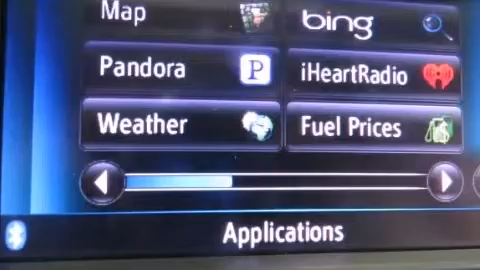 Map
bing
Pandora
P
iHeartRadio
Weather
Fuel Prices
$
Applications